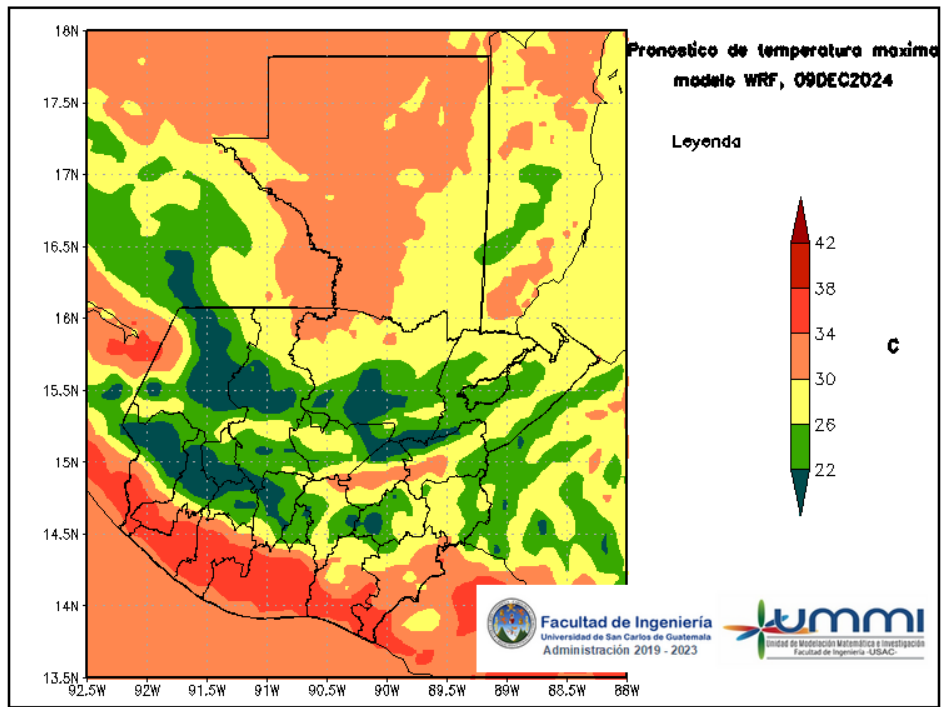 Pronostico de temperatura maxima
modelo WRF, 09DEC2024
Leyenda
42
38
34
30
26
22
C
18N
17.5N
17N
16.5N
16N
15.5N
15N
14.5N
14N
13.5N
92.5W 92W 91.5W 91W 90.5W 90W 89.5W 89W 88.5W 88W
Facultad de Ingeniería
Universidad de San Carlos de Guatemala
Administración 2019 - 2023
ummi
Unidad de Modelación Matemática e Investigación
Facultad de Ingeniería -USAC-